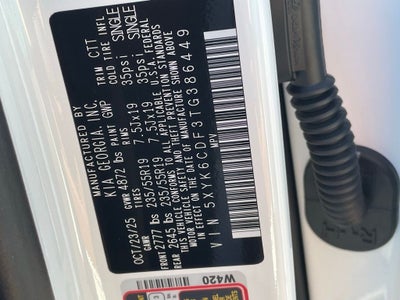 MANUFACTURED BY
KIA GEORGIA, INC.
OCT/23/25 GVWR 4872 lbs PAINT GWP TRIM CTT
GAWR TIRES RIMS COLD TIRE INFL
FRONT 2777 lbs 235/55R19 7.5Jx19 35psi SINGLE
REAR 2645 lbs 235/55R19 7.5Jx19 35psi SINGLE
THIS VEHICLE CONFORMS TO ALL APPLICABLE U.S.A. FEDERAL
MOTOR VEHICLE SAFETY AND THEFT PREVENTION STANDARDS
IN EFFECT ON THE DATE OF MANUFACTURE SHOWN ABOVE
VIN 5XYK6CDF3TG386449
MPV
W420